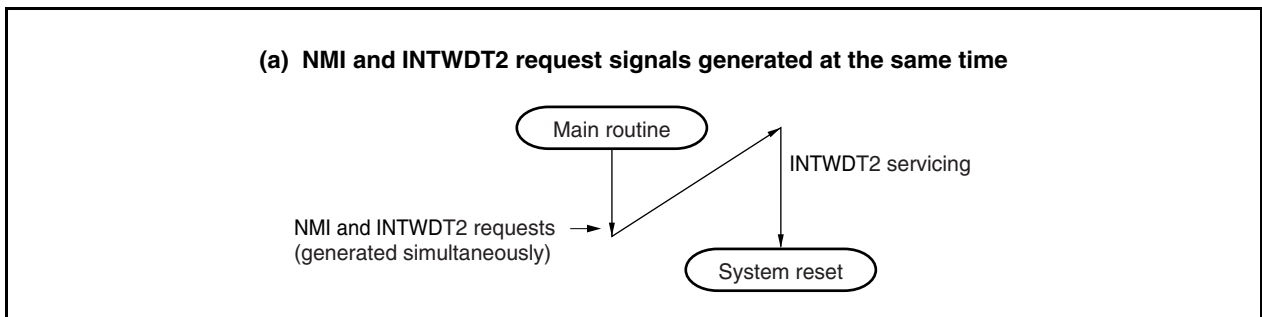 (a) NMI and INTWDT2 request signals generated at the same time
Main routine
INTWDT2 servicing
NMI and INTWDT2 requests
(generated simultaneously)
System reset